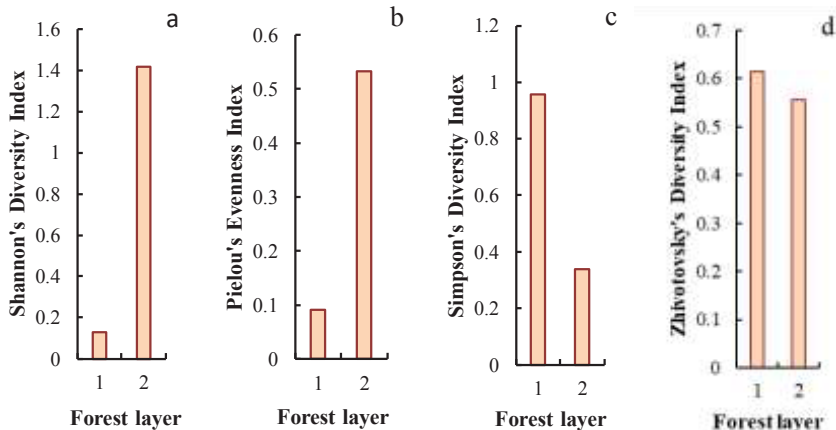 a
Shannon's Diversity Index
1.6
1.4
1.2
1
0.8
0.6
0.4
0.2
0
1 2
Forest layer
b
Pielou's Evenness Index
0.6
0.5
0.4
0.3
0.2
0.1
0
1 2
Forest layer
c
Simpson's Diversity Index
1.2
1
0.8
0.6
0.4
0.2
0
1 2
Forest layer
d
Zhivotovsky's Diversity Index
0.7
0.6
0.5
0.4
0.3
0.2
0.1
0
1 2
Forest layer